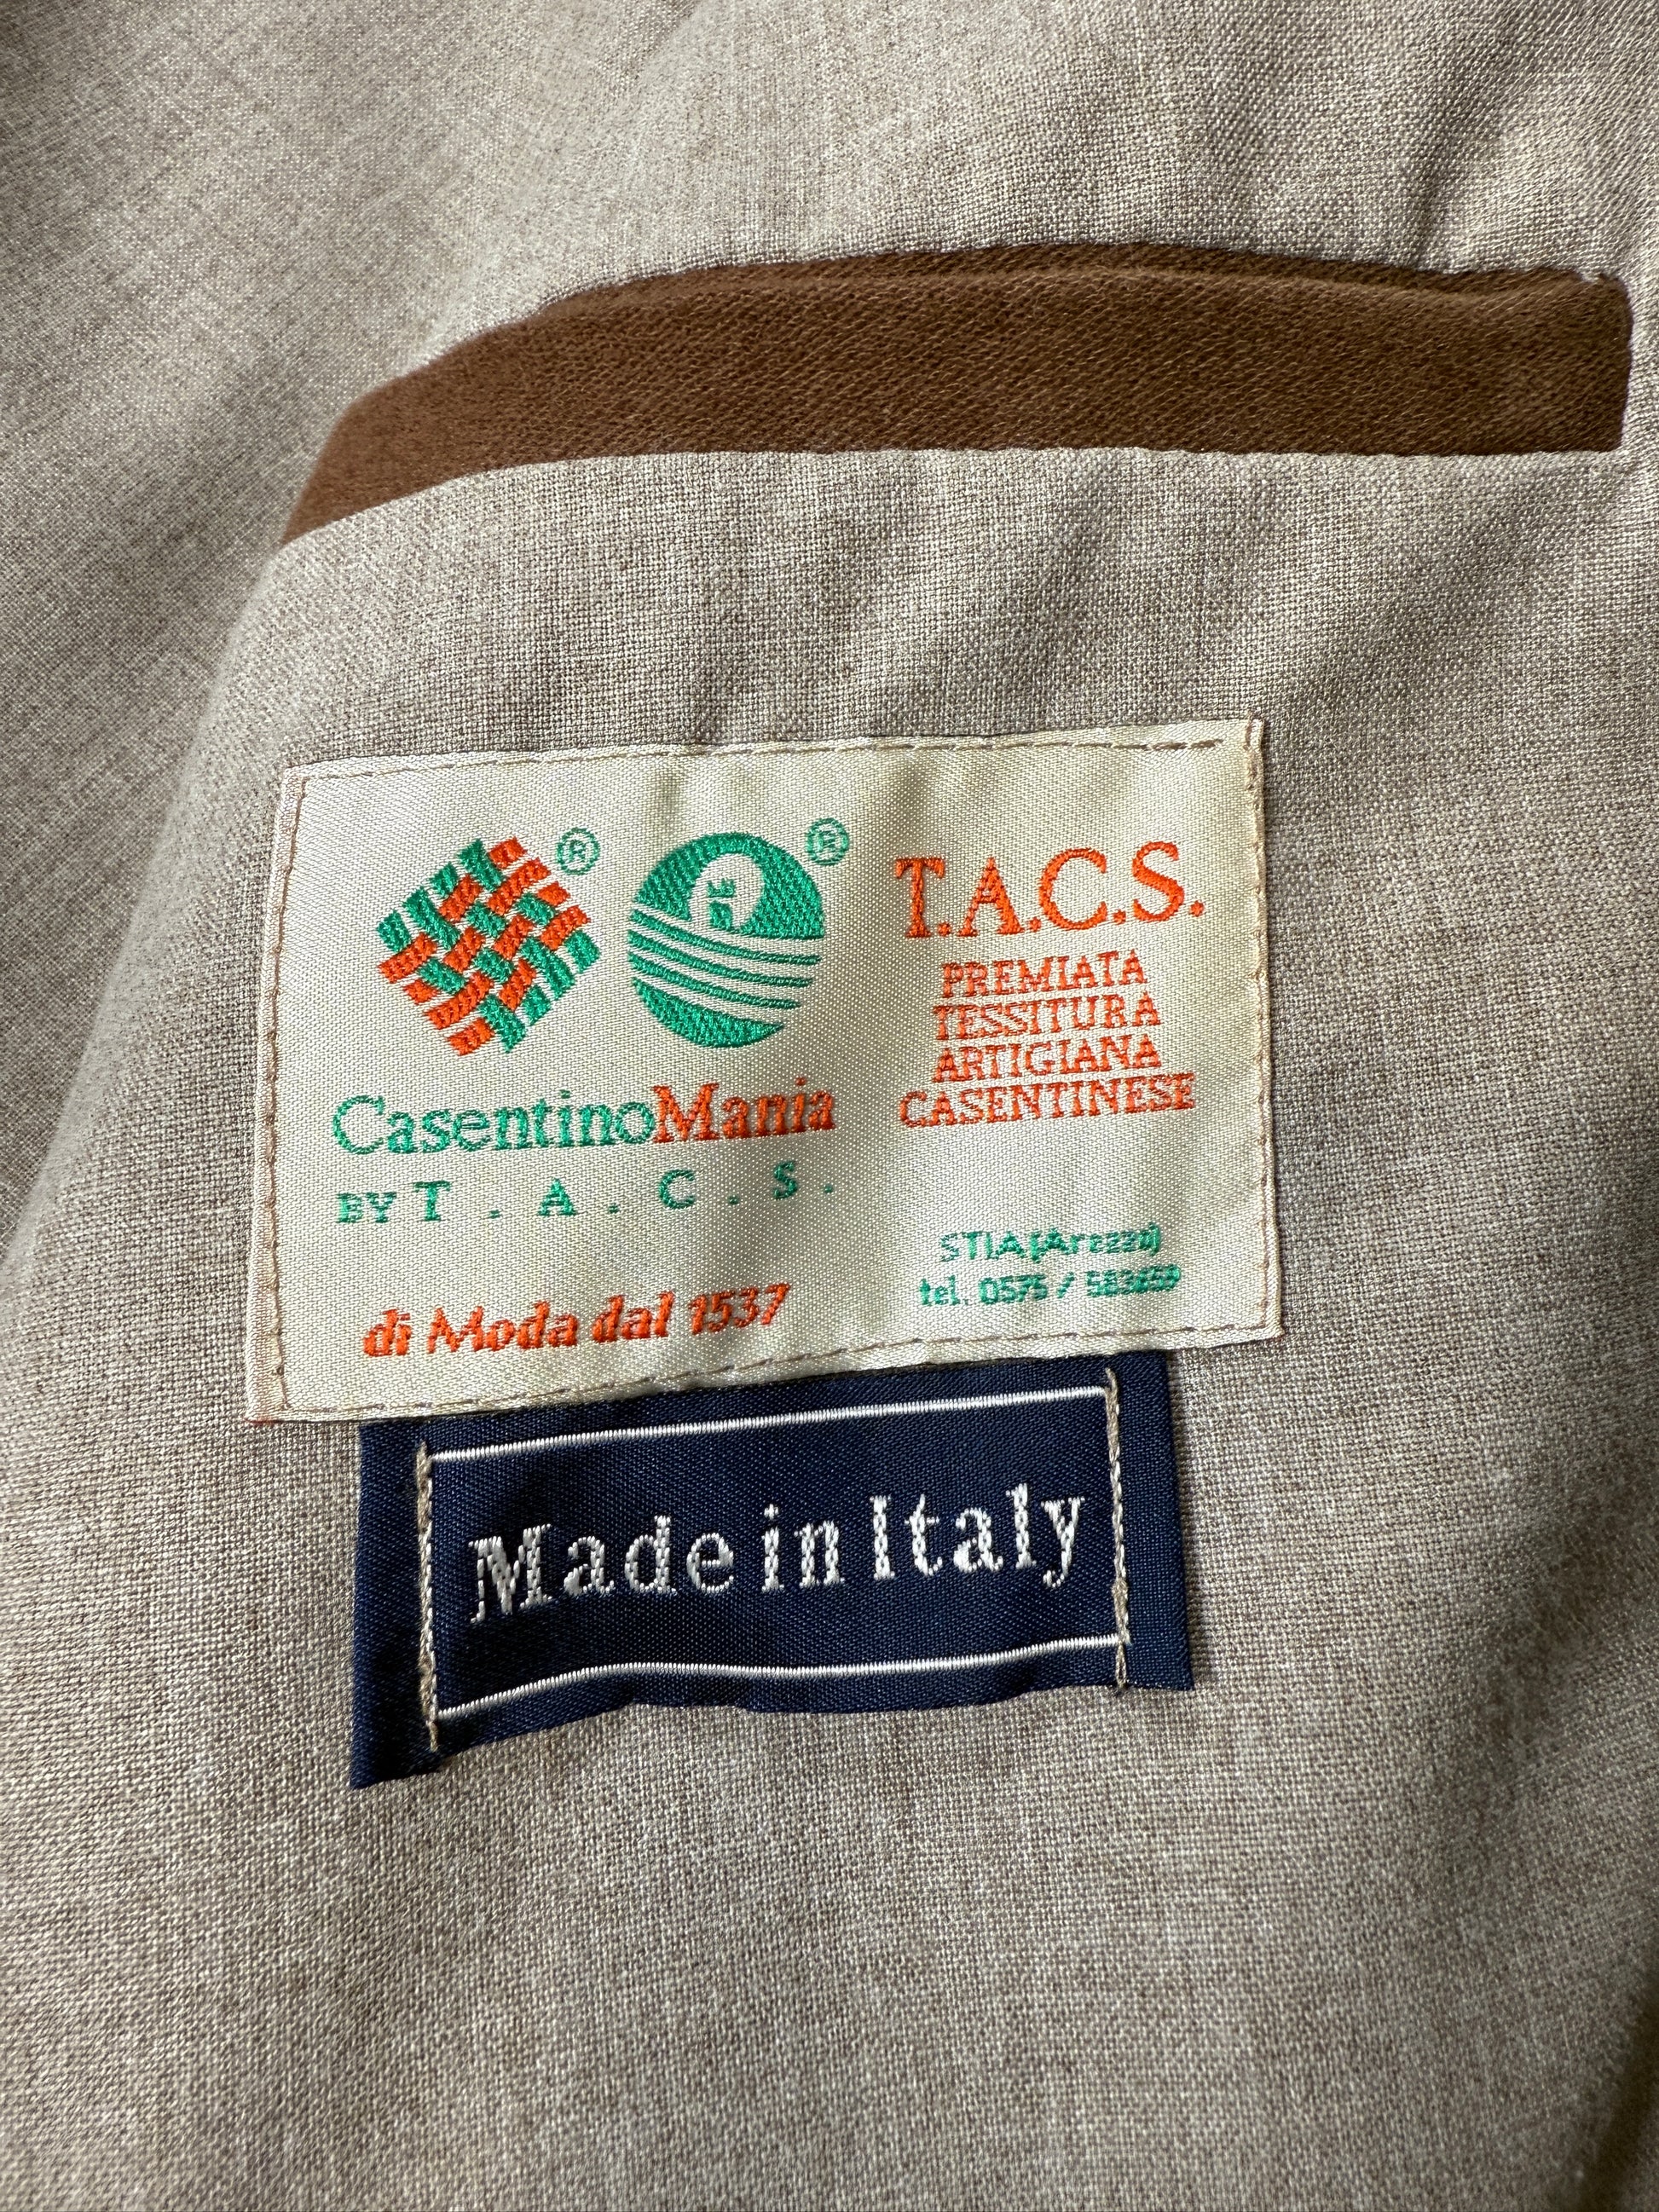 ® ®
CasentinoMania
BY T.A.C.S.
di Moda dal 1537
T.A.C.S.
PREMIATA
TESSITURA
ARTIGIANA
CASENTINESE
STIA (Arezzo)
tel. 0575 / 583659
Made in Italy